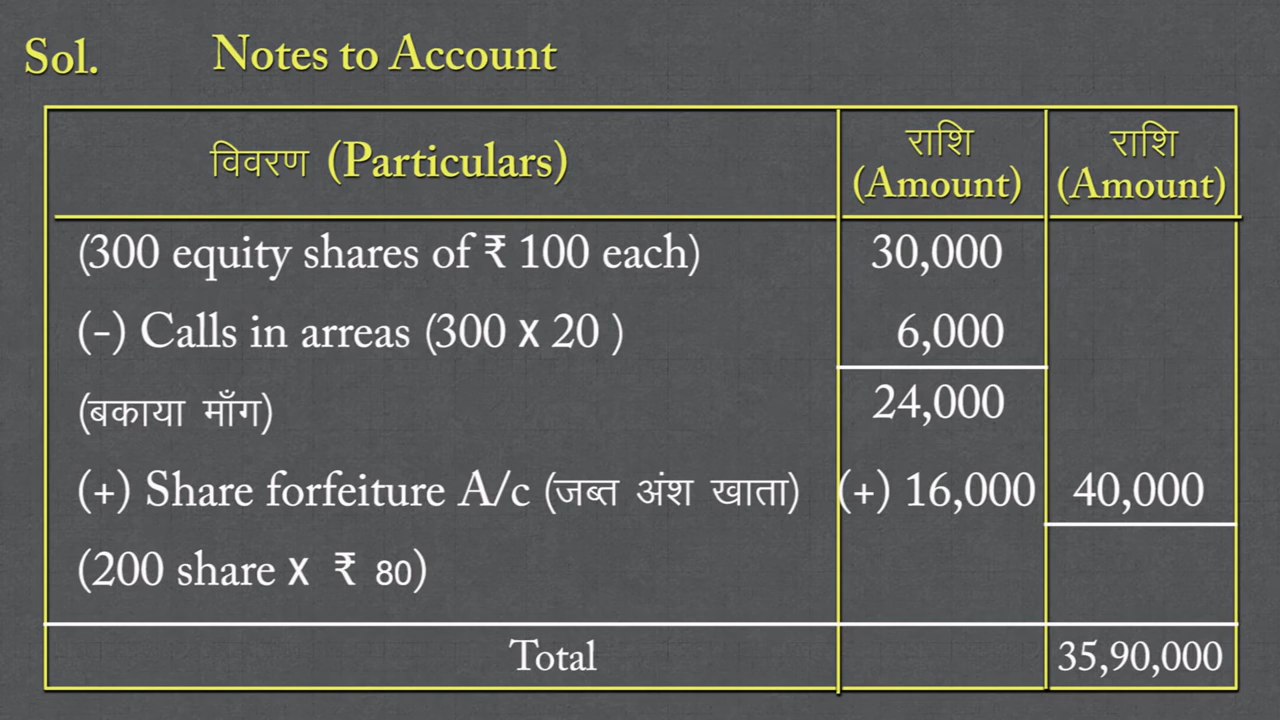 Sol. Notes to Account
विवरण (Particulars) राशि (Amount) राशि (Amount)
(300 equity shares of ₹ 100 each) 30,000
(-) Calls in arreas (300 x 20 ) 6,000
(बकाया माँग) 24,000
(+) Share forfeiture A/c (जब्त अंश खाता) (+) 16,000 40,000
(200 share x ₹ 80)
Total 35,90,000